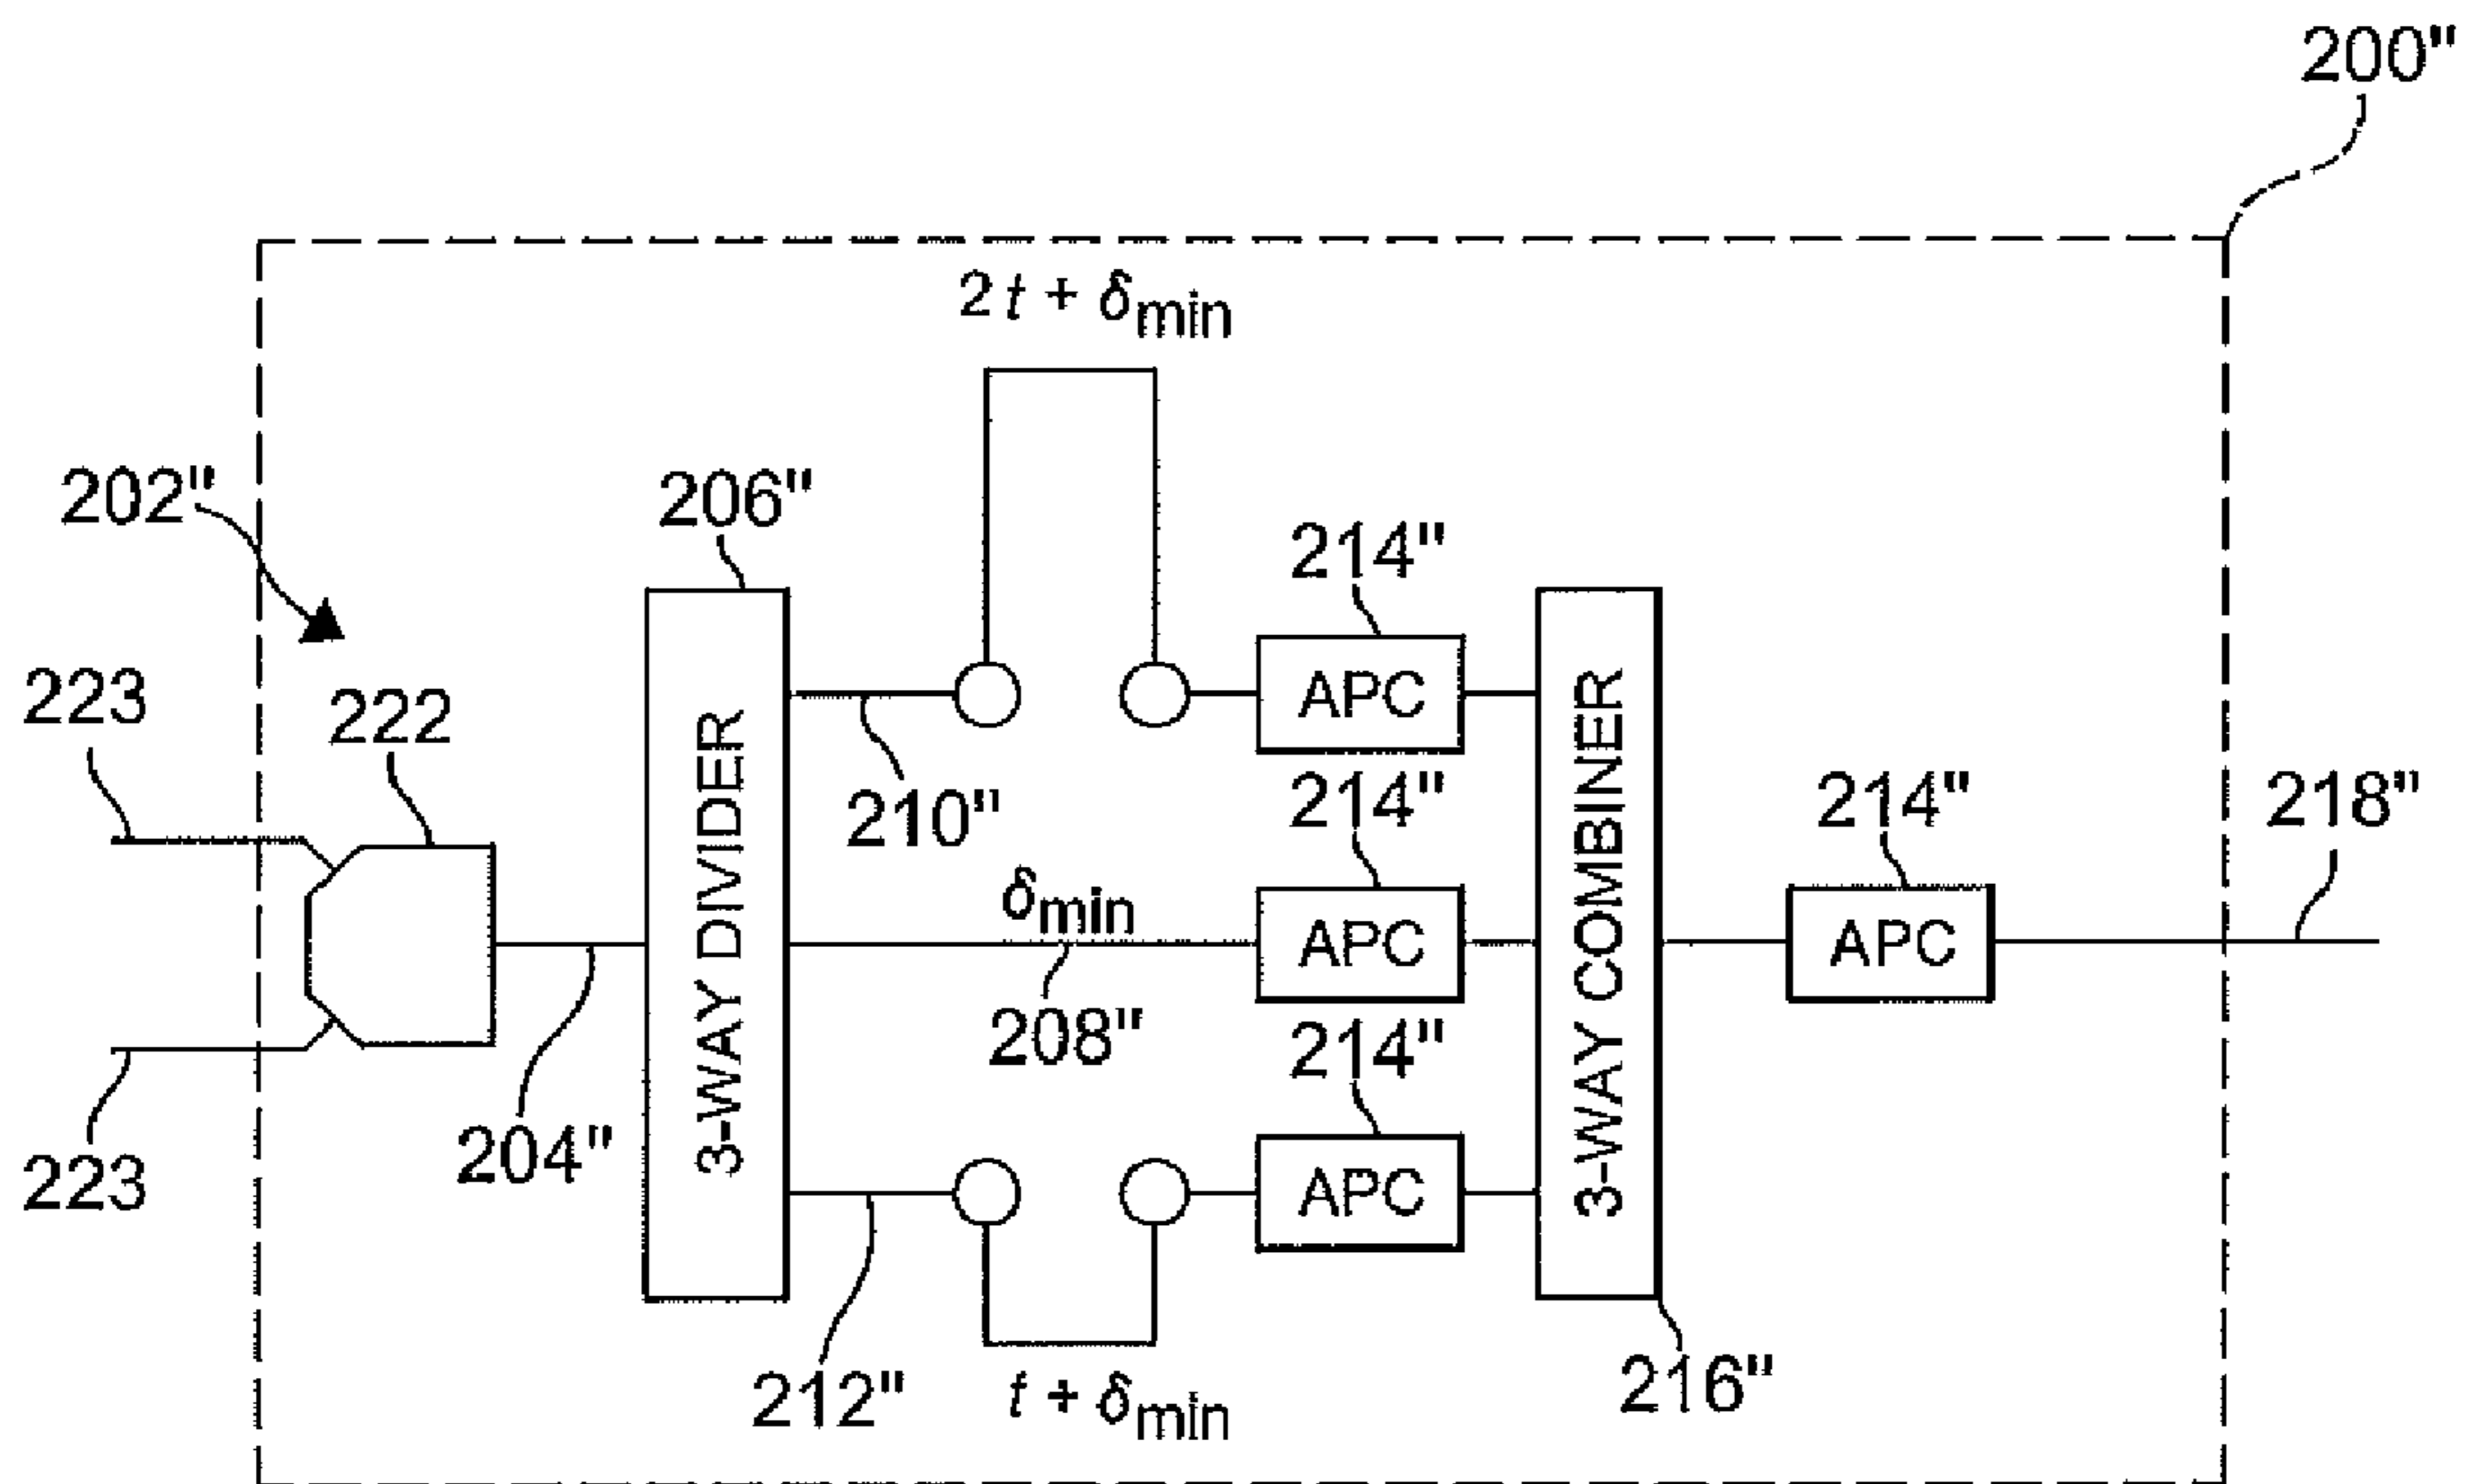 200"
2t + δmin
202"
206"
214"
223
222
APC
210"
214"
214"
218"
3-WAY DIVIDER
3-WAY COMBINER
δmin
APC
APC
208"
204"
214"
223
APC
212"
t + δmin
216"